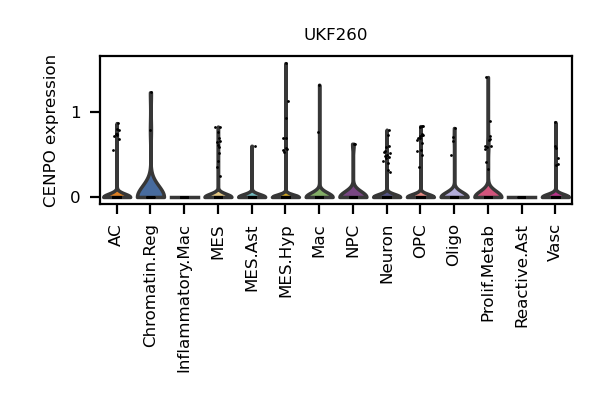 UKF260
CENPO expression
1
0
AC
Chromatin.Reg
Inflammatory.Mac
MES
MES.Ast
MES.Hyp
Mac
NPC
Neuron
OPC
Oligo
Prolif.Metab
Reactive.Ast
Vasc